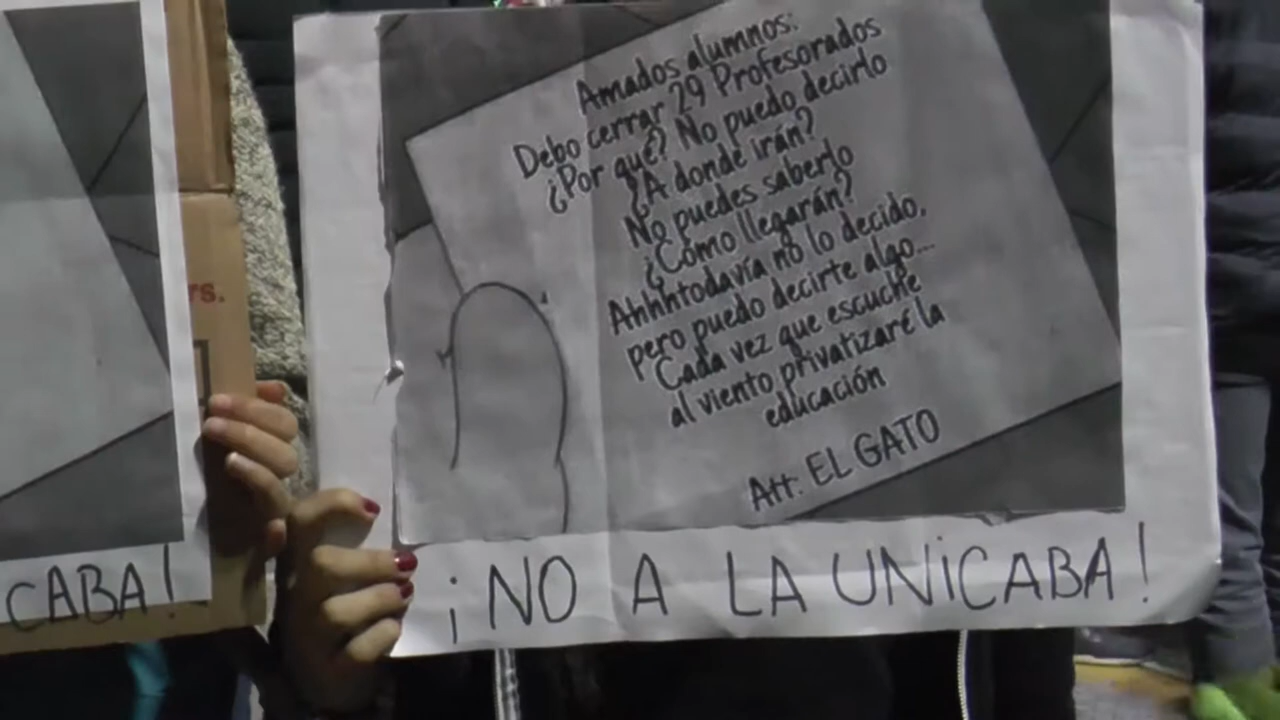 Amados alumnos:
Debo cerrar 29 Profesorados
¿Por qué? No puedo decirlo
¿A donde irán?
No puedes saberlo
¿Cómo llegarán?
Ahhhtodavía no lo decido,
pero puedo decirte algo...
Cada vez que escuche
al viento privatizaré la
educación
Att: EL GATO
¡NO A LA UNiCABA!
CABA!
rs.